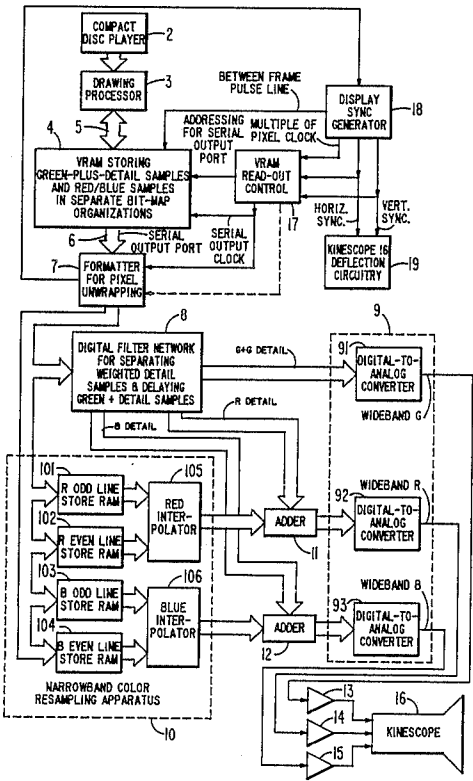 COMPACT
DISC PLAYER
2
DRAWING
PROCESSOR
3
5
4
VRAM STORING
GREEN-PLUS-DETAIL SAMPLES
AND RED/BLUE SAMPLES
IN SEPARATE BIT-MAP
ORGANIZATIONS
BETWEEN FRAME
PULSE LINE
ADDRESSING
FOR SERIAL
OUTPUT
PORT
MULTIPLE OF
PIXEL CLOCK
DISPLAY
SYNC
GENERATOR
18
VRAM
READ-OUT
CONTROL
17
HORIZ.
SYNC.
VERT.
SYNC.
KINESCOPE 16
DEFLECTION
CIRCUITRY
19
6
SERIAL
OUTPUT PORT
SERIAL
OUTPUT
CLOCK
7
FORMATTER
FOR PIXEL
UNWRAPPING
8
DIGITAL FILTER NETWORK
FOR SEPARATING
WEIGHTED DETAIL
SAMPLES & DELAYING
GREEN + DETAIL SAMPLES
G+G DETAIL
R DETAIL
B DETAIL
9
91
DIGITAL-TO-
ANALOG
CONVERTER
WIDEBAND G
101
R ODD LINE
STORE RAM
102
R EVEN LINE
STORE RAM
103
B ODD LINE
STORE RAM
104
B EVEN LINE
STORE RAM
105
RED
INTER-
POLATOR
106
BLUE
INTER-
POLATOR
NARROWBAND COLOR
RESAMPLING APPARATUS
10
ADDER
11
ADDER
12
WIDEBAND R
92
DIGITAL-TO-
ANALOG
CONVERTER
WIDEBAND B
93
DIGITAL-TO-
ANALOG
CONVERTER
13
14
15
16
KINESCOPE